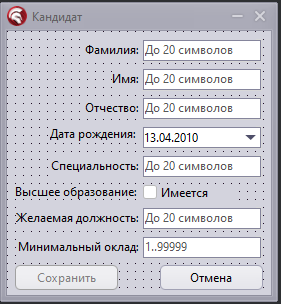 Кандидат
Фамилия: До 20 символов
Имя: До 20 символов
Отчество: До 20 символов
Дата рождения: 13.04.2010
Специальность: До 20 символов
Высшее образование: Имеется
Желаемая должность: До 20 символов
Минимальный оклад: 1..99999
Сохранить Отмена